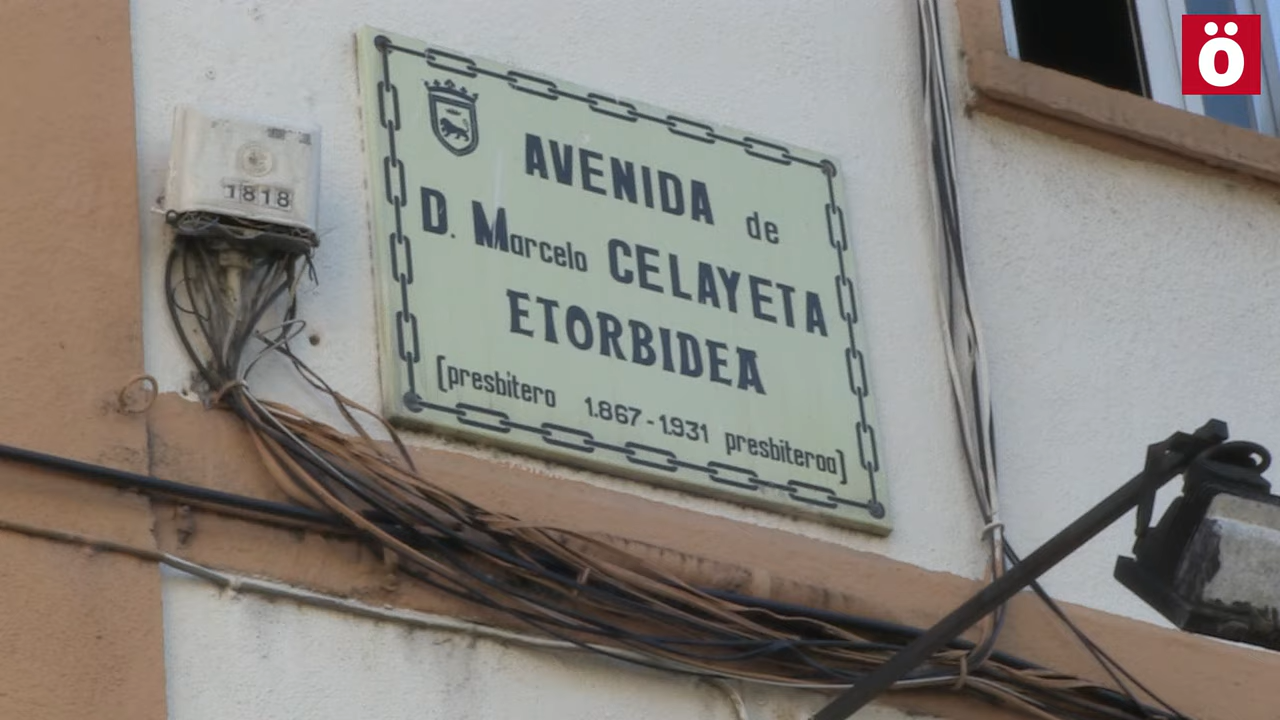 ö
1818
AVENIDA de
D. Marcelo CELAYETA
ETORBIDEA
(presbitero 1.867-1.931 presbiteroa)